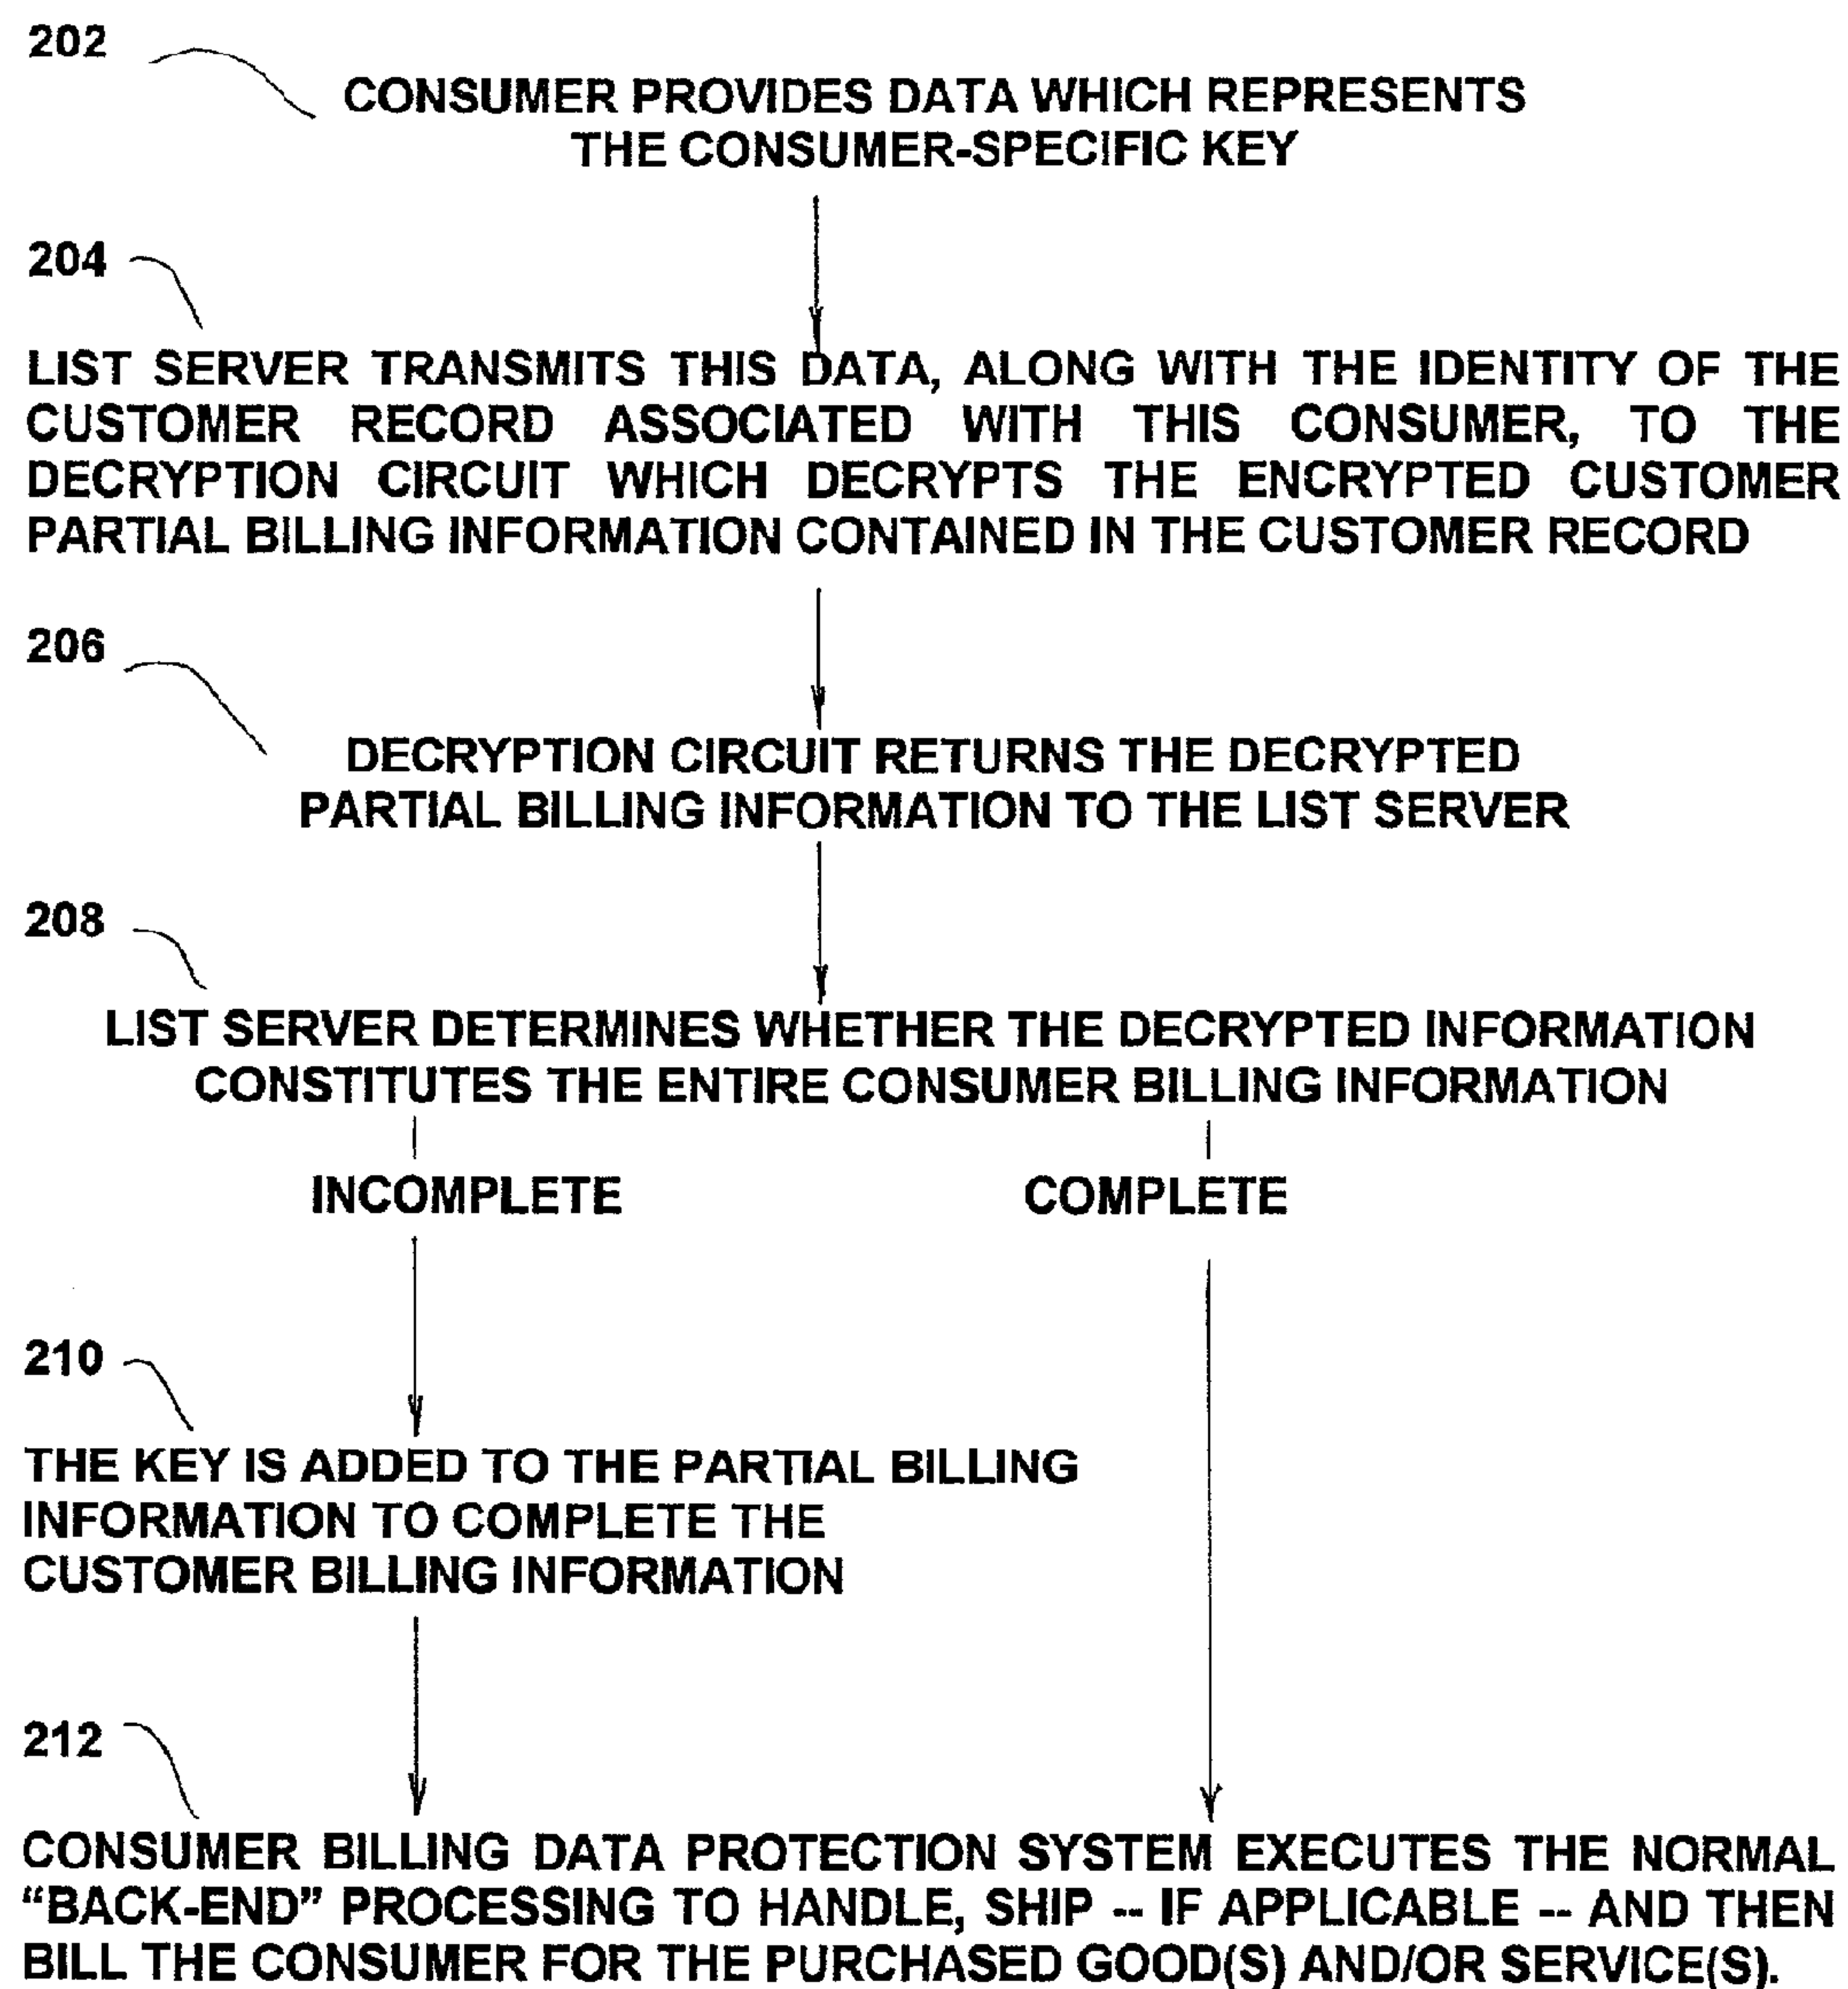 202
CONSUMER PROVIDES DATA WHICH REPRESENTS
THE CONSUMER-SPECIFIC KEY
204
LIST SERVER TRANSMITS THIS DATA, ALONG WITH THE IDENTITY OF THE
CUSTOMER RECORD ASSOCIATED WITH THIS CONSUMER, TO THE
DECRYPTION CIRCUIT WHICH DECRYPTS THE ENCRYPTED CUSTOMER
PARTIAL BILLING INFORMATION CONTAINED IN THE CUSTOMER RECORD
206
DECRYPTION CIRCUIT RETURNS THE DECRYPTED
PARTIAL BILLING INFORMATION TO THE LIST SERVER
208
LIST SERVER DETERMINES WHETHER THE DECRYPTED INFORMATION
CONSTITUTES THE ENTIRE CONSUMER BILLING INFORMATION
INCOMPLETE
COMPLETE
210
THE KEY IS ADDED TO THE PARTIAL BILLING
INFORMATION TO COMPLETE THE
CUSTOMER BILLING INFORMATION
212
CONSUMER BILLING DATA PROTECTION SYSTEM EXECUTES THE NORMAL
“BACK-END” PROCESSING TO HANDLE, SHIP -- IF APPLICABLE -- AND THEN
BILL THE CONSUMER FOR THE PURCHASED GOOD(S) AND/OR SERVICE(S).